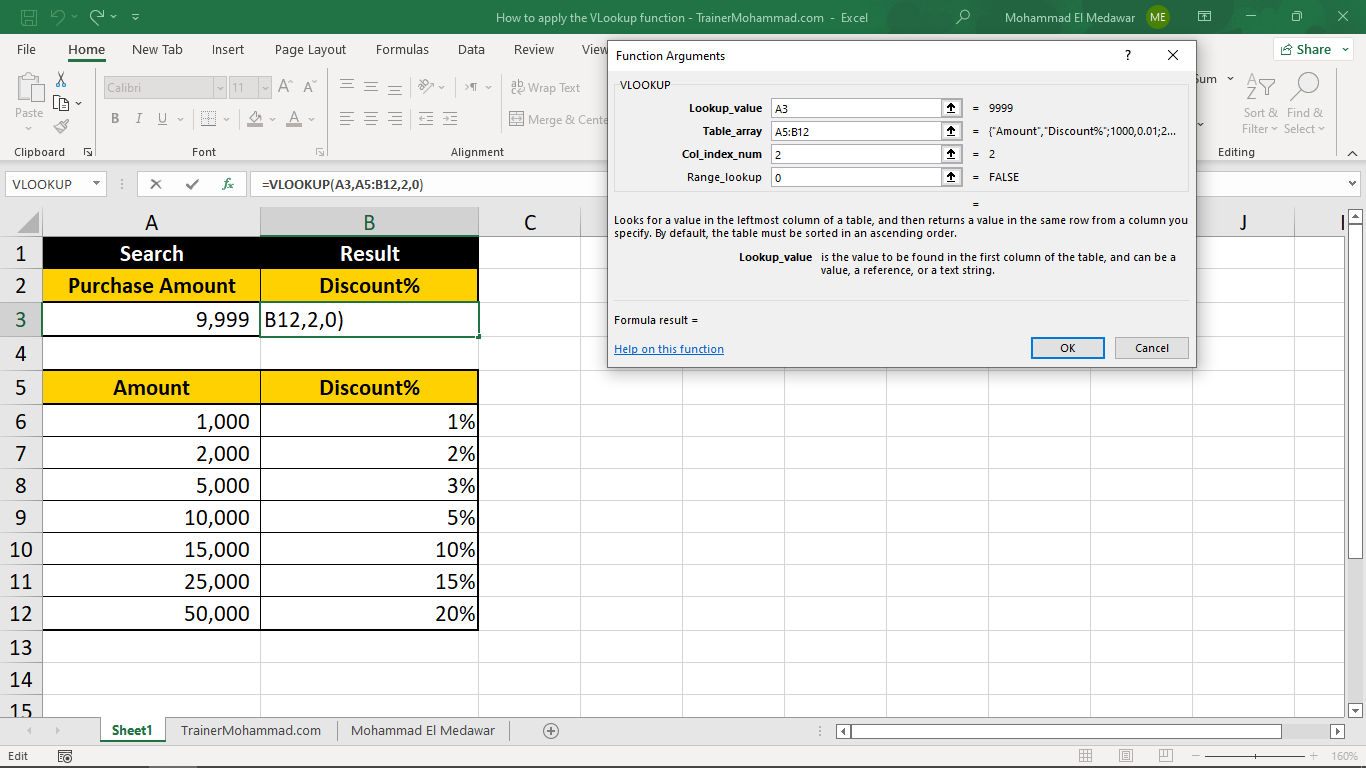 How to apply the VLookup function - TrainerMohammad.com - Excel
Mohammad El Medawar ME
File Home New Tab Insert Page Layout Formulas Data Review View
Share
Paste
Calibri 11
B I U A
ab Wrap Text
Merge & Cente
Clipboard Font Alignment
Sum
Sort & Find &
Filter Select
Editing
Function Arguments ?
VLOOKUP
Lookup_value A3 = 9999
Table_array A5:B12 = {"Amount","Discount%";1000,0.01;2...
Col_index_num 2 = 2
Range_lookup 0 = FALSE
=
Looks for a value in the leftmost column of a table, and then returns a value in the same row from a column you
specify. By default, the table must be sorted in an ascending order.
Lookup_value is the value to be found in the first column of the table, and can be a
value, a reference, or a text string.
Formula result =
Help on this function
OK Cancel
VLOOKUP fx =VLOOKUP(A3,A5:B12,2,0)
A B C J
1 Search Result
2 Purchase Amount Discount%
3 9,999 B12,2,0)
4
5 Amount Discount%
6 1,000 1%
7 2,000 2%
8 5,000 3%
9 10,000 5%
10 15,000 10%
11 25,000 15%
12 50,000 20%
13
14
15
Sheet1 TrainerMohammad.com Mohammad El Medawar
Edit
160%